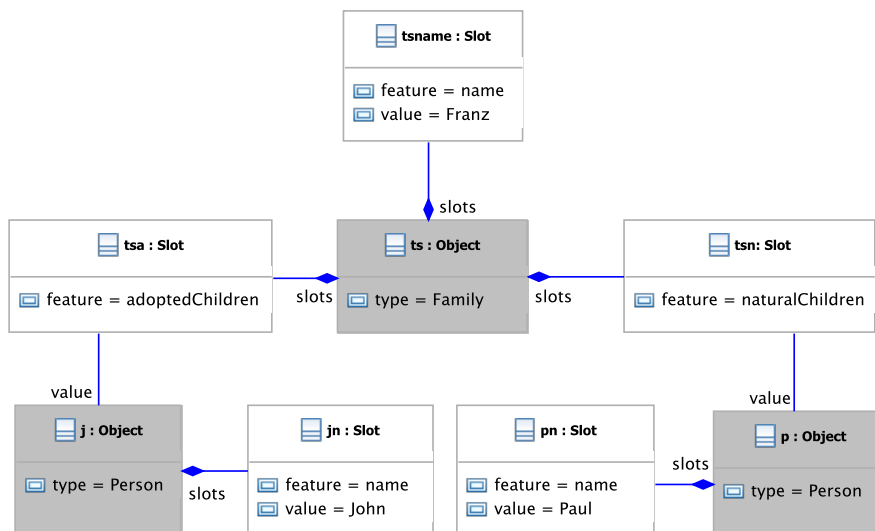 tsname : Slot
feature = name
value = Franz
slots
tsa : Slot
feature = adoptedChildren
slots
ts : Object
type = Family
slots
tsn: Slot
feature = naturalChildren
value
value
j : Object
type = Person
slots
jn : Slot
feature = name
value = John
pn : Slot
feature = name
value = Paul
slots
p : Object
type = Person